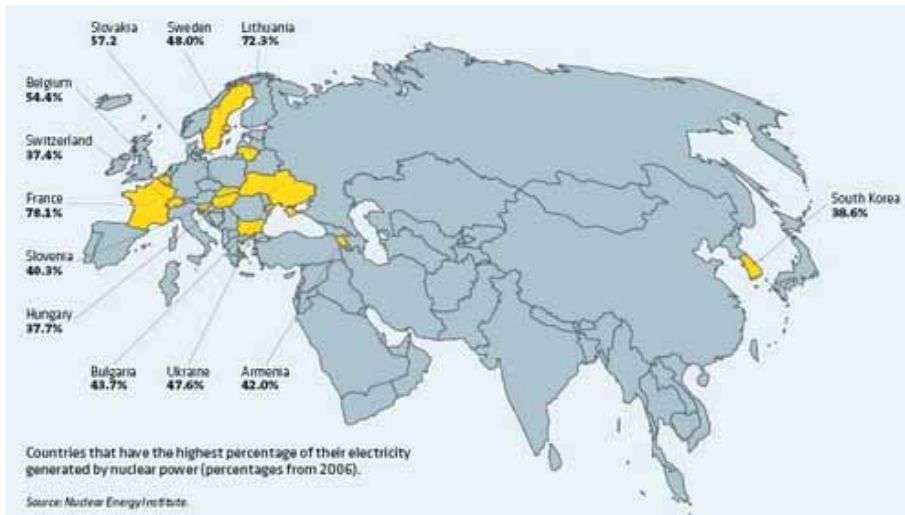 Slovakia
57.2
Sweden
48.0%
Lithuania
72.3%
Belgium
54.4%
Switzerland
37.4%
France
78.1%
Slovenia
40.3%
Hungary
37.7%
Bulgaria
43.7%
Ukraine
47.6%
Armenia
42.0%
South Korea
38.6%
Countries that have the highest percentage of their electricity
generated by nuclear power (percentages from 2006).
Source: Nuclear Energy Institute.